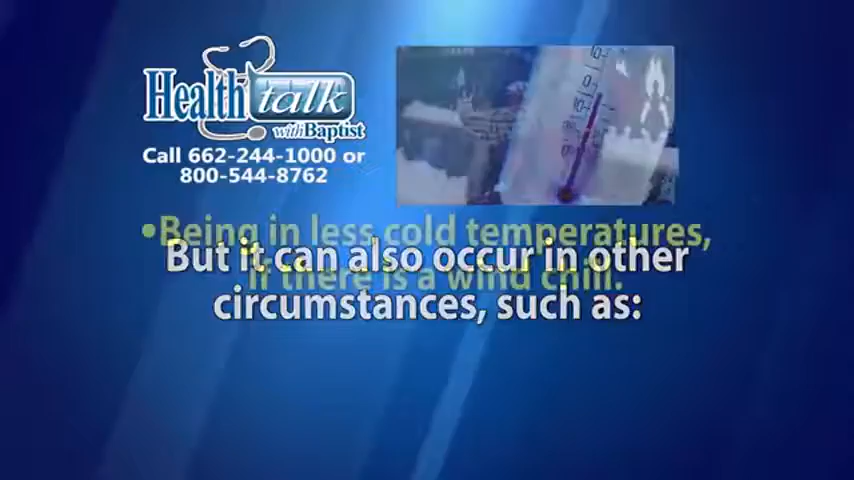 Health talk
with Baptist
Call 662-244-1000 or
800-544-8762
•Being in less cold temperatures,
if there is a wind chill.
But it can also occur in other
circumstances, such as: